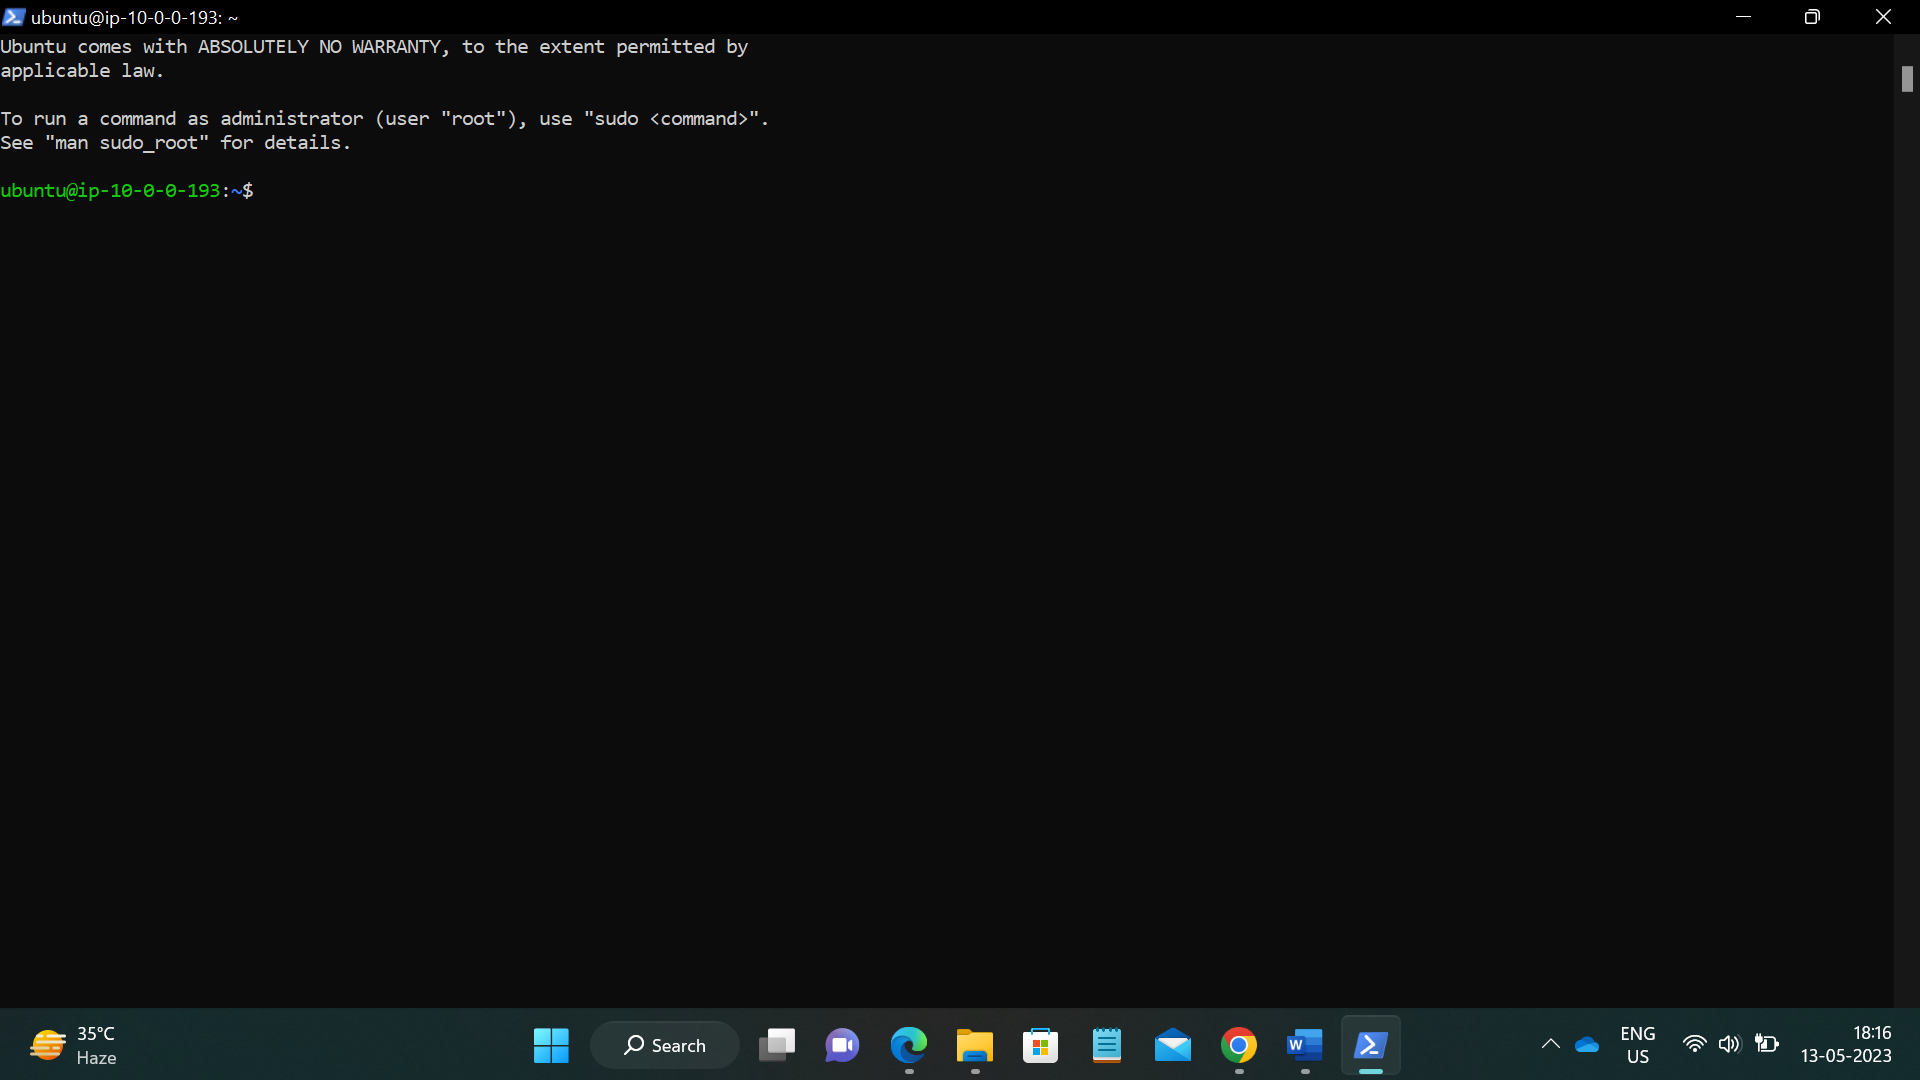 ubuntu@ip-10-0-0-193: ~
Ubuntu comes with ABSOLUTELY NO WARRANTY, to the extent permitted by
applicable law.
To run a command as administrator (user "root"), use "sudo <command>".
See "man sudo_root" for details.
ubuntu@ip-10-0-0-193:~$
35°C
Haze
Search
W
ENG
US
18:16
13-05-2023